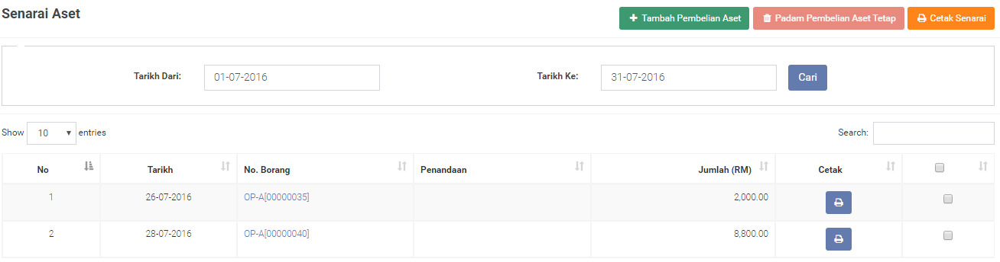 Senarai Aset
Tambah Pembelian Aset Padam Pembelian Aset Tetap Cetak Senarai
Tarikh Dari: 01-07-2016 Tarikh Ke: 31-07-2016 Cari
Show 10 entries Search:
No Tarikh No. Borang Penandaan Jumlah (RM) Cetak
1 26-07-2016 OP-A[00000035] 2,000.00
2 28-07-2016 OP-A[00000040] 8,800.00